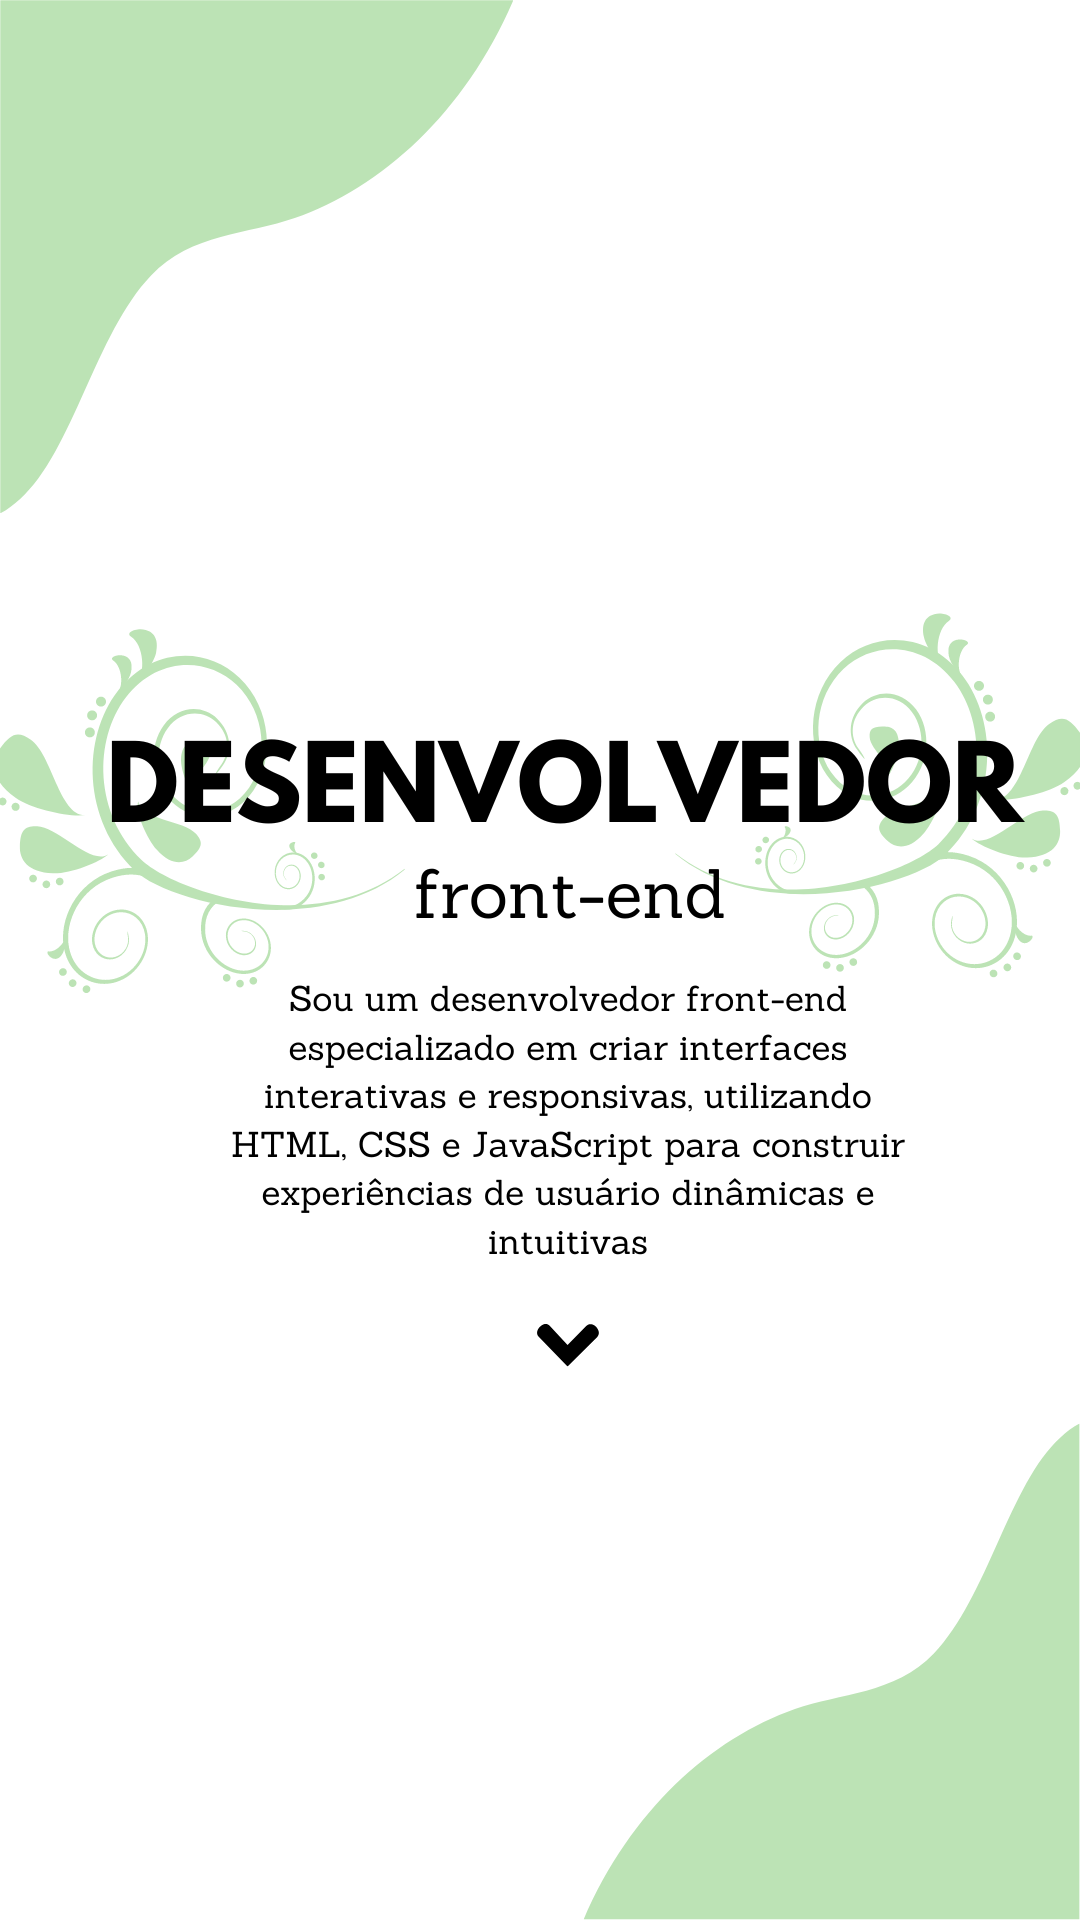 DESENVOLVEDOR
front-end
Sou um desenvolvedor front-end
especializado em criar interfaces
interativas e responsivas, utilizando
HTML, CSS e JavaScript para construir
experiências de usuário dinâmicas e
intuitivas